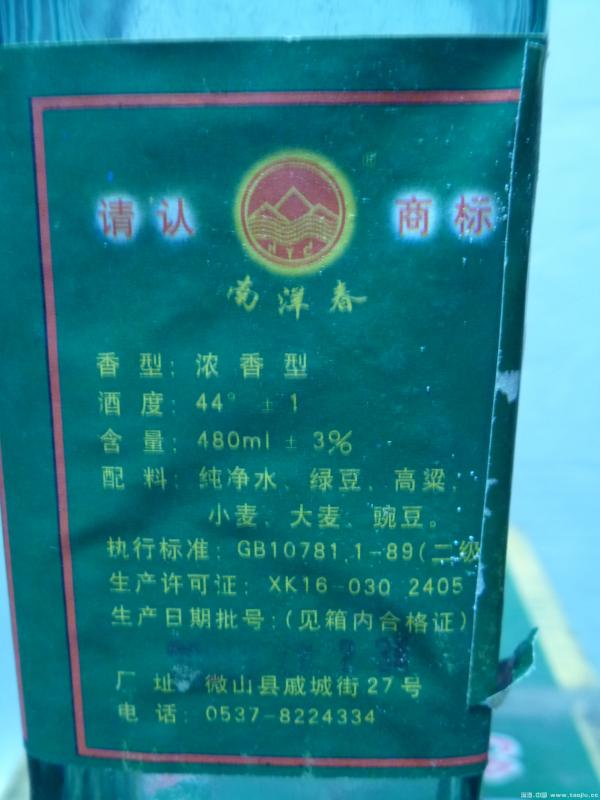 请认 商标
南洋春
香型：浓香型
酒度：44° ±1
含量：480ml ± 3%
配料：纯净水、绿豆、高粱、
小麦、大麦、豌豆。
执行标准：GB10781.1-89(二级
生产许可证：XK16-030 2405
生产日期批号：(见箱内合格证)
厂址：微山县戚城街27号
电话：0537-8224334